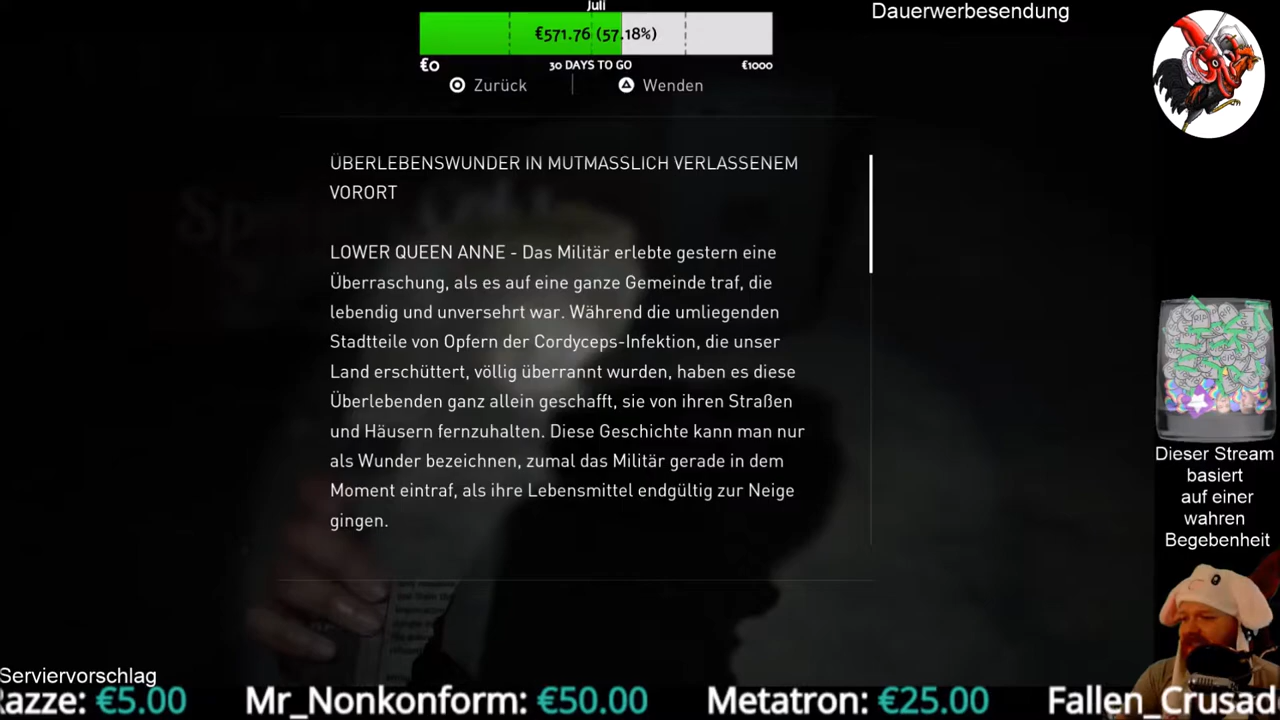 Juli
Dauerwerbesendung
€571.76 (57.18%)
€0
30 DAYS TO GO
€1000
Zurück
Wenden
ÜBERLEBENSWUNDER IN MUTMASSLICH VERLASSENEM
VORORT
LOWER QUEEN ANNE - Das Militär erlebte gestern eine
Überraschung, als es auf eine ganze Gemeinde traf, die
lebendig und unversehrt war. Während die umliegenden
Stadtteile von Opfern der Cordyceps-Infektion, die unser
Land erschüttert, völlig überrannt wurden, haben es diese
Überlebenden ganz allein geschafft, sie von ihren Straßen
und Häusern fernzuhalten. Diese Geschichte kann man nur
als Wunder bezeichnen, zumal das Militär gerade in dem
Moment eintraf, als ihre Lebensmittel endgültig zur Neige
gingen.
Dieser Stream
basiert
auf einer
wahren
Begebenheit
Serviervorschlag
Razze: €5.00 Mr_Nonkonform: €50.00 Metatron: €25.00 Fallen_Crusad